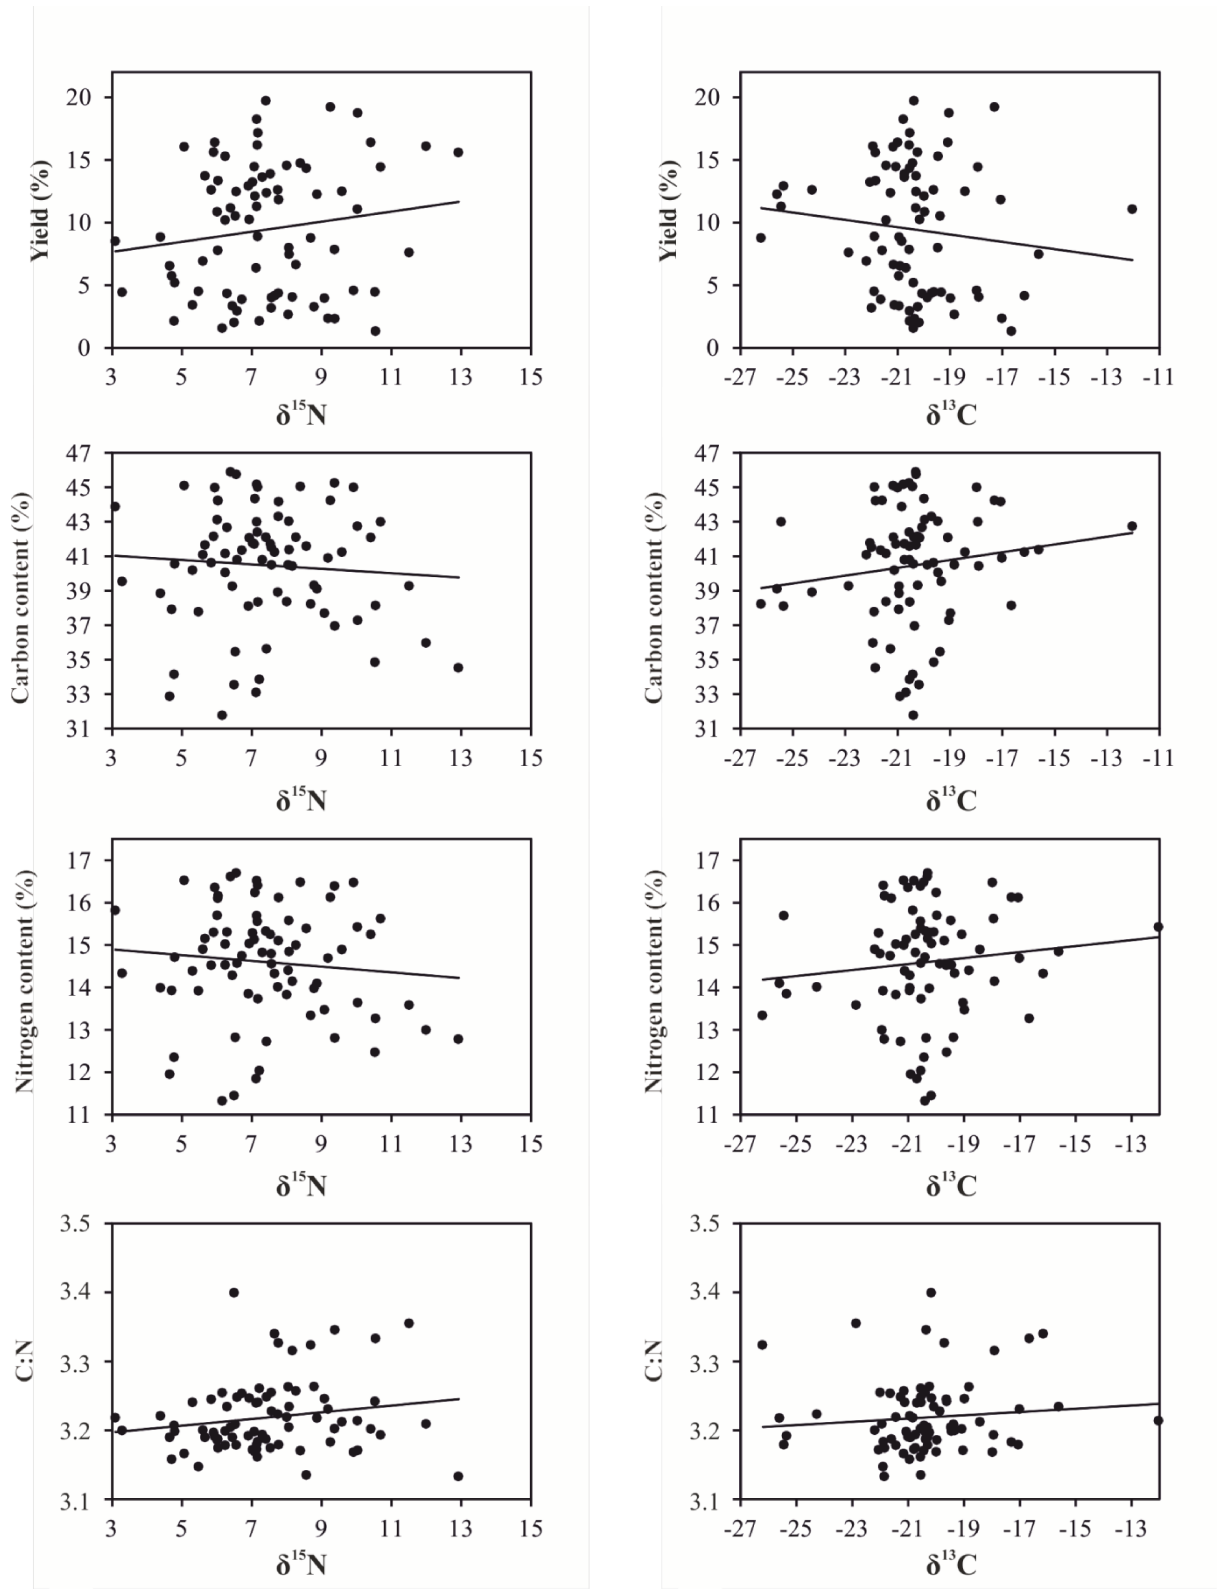 Yield (%)
20
15
10
5
0
3 5 7 9 11 13 15
δ¹⁵N
Yield (%)
20
15
10
5
0
-27 -25 -23 -21 -19 -17 -15 -13 -11
δ¹³C
Carbon content (%)
47
45
43
41
39
37
35
33
31
3 5 7 9 11 13 15
δ¹⁵N
Carbon content (%)
47
45
43
41
39
37
35
33
31
-27 -25 -23 -21 -19 -17 -15 -13 -11
δ¹³C
Nitrogen content (%)
17
16
15
14
13
12
11
3 5 7 9 11 13 15
δ¹⁵N
Nitrogen content (%)
17
16
15
14
13
12
11
-27 -25 -23 -21 -19 -17 -15 -13
δ¹³C
C:N
3.5
3.4
3.3
3.2
3.1
3 5 7 9 11 13 15
δ¹⁵N
C:N
3.5
3.4
3.3
3.2
3.1
-27 -25 -23 -21 -19 -17 -15 -13
δ¹³C